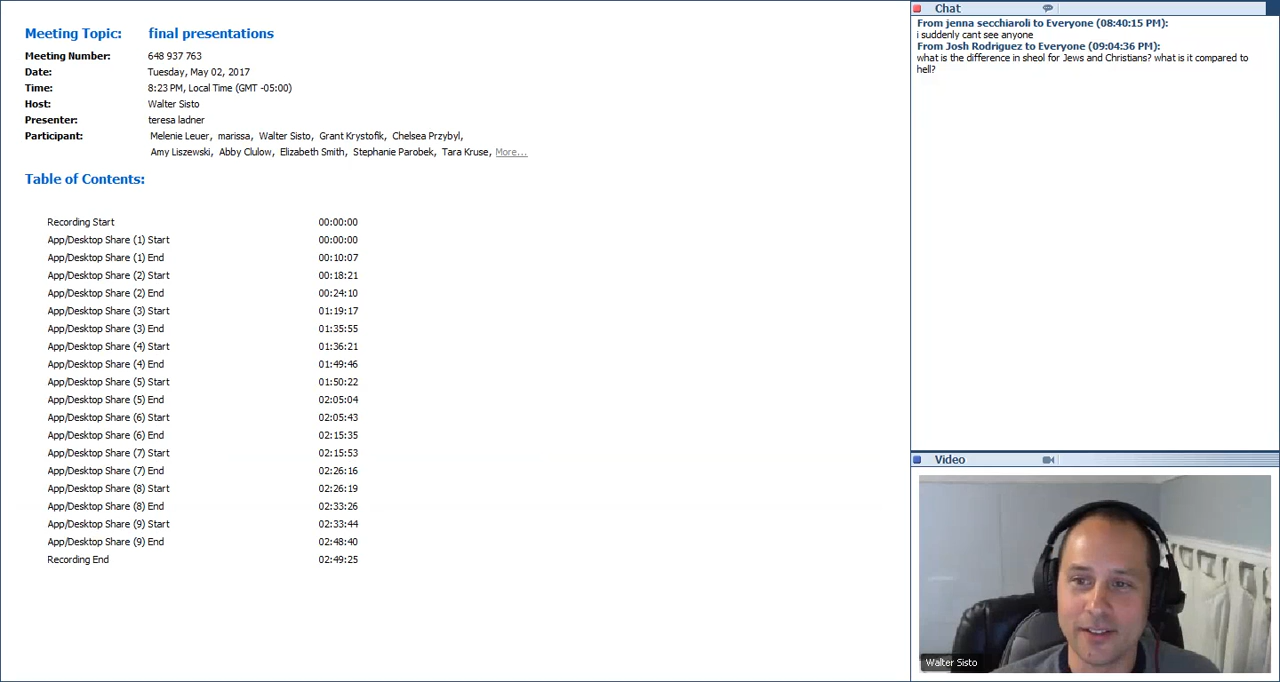 Meeting Topic: final presentations
Meeting Number: 648 937 763
Date: Tuesday, May 02, 2017
Time: 8:23 PM, Local Time (GMT -05:00)
Host: Walter Sisto
Presenter: teresa ladner
Participant: Melenie Leuer, marissa, Walter Sisto, Grant Krystofik, Chelsea Przybyl,
Amy Liszewski, Abby Clulow, Elizabeth Smith, Stephanie Parobek, Tara Kruse, More...
Table of Contents:
Recording Start 00:00:00
App/Desktop Share (1) Start 00:00:00
App/Desktop Share (1) End 00:10:07
App/Desktop Share (2) Start 00:18:21
App/Desktop Share (2) End 00:24:10
App/Desktop Share (3) Start 01:19:17
App/Desktop Share (3) End 01:35:55
App/Desktop Share (4) Start 01:36:21
App/Desktop Share (4) End 01:49:46
App/Desktop Share (5) Start 01:50:22
App/Desktop Share (5) End 02:05:04
App/Desktop Share (6) Start 02:05:43
App/Desktop Share (6) End 02:15:35
App/Desktop Share (7) Start 02:15:53
App/Desktop Share (7) End 02:26:16
App/Desktop Share (8) Start 02:26:19
App/Desktop Share (8) End 02:33:26
App/Desktop Share (9) Start 02:33:44
App/Desktop Share (9) End 02:48:40
Recording End 02:49:25
Chat
From jenna secchiaroli to Everyone (08:40:15 PM):
i suddenly cant see anyone
From Josh Rodriguez to Everyone (09:04:36 PM):
what is the difference in sheol for Jews and Christians? what is it compared to
hell?
Video
Walter Sisto